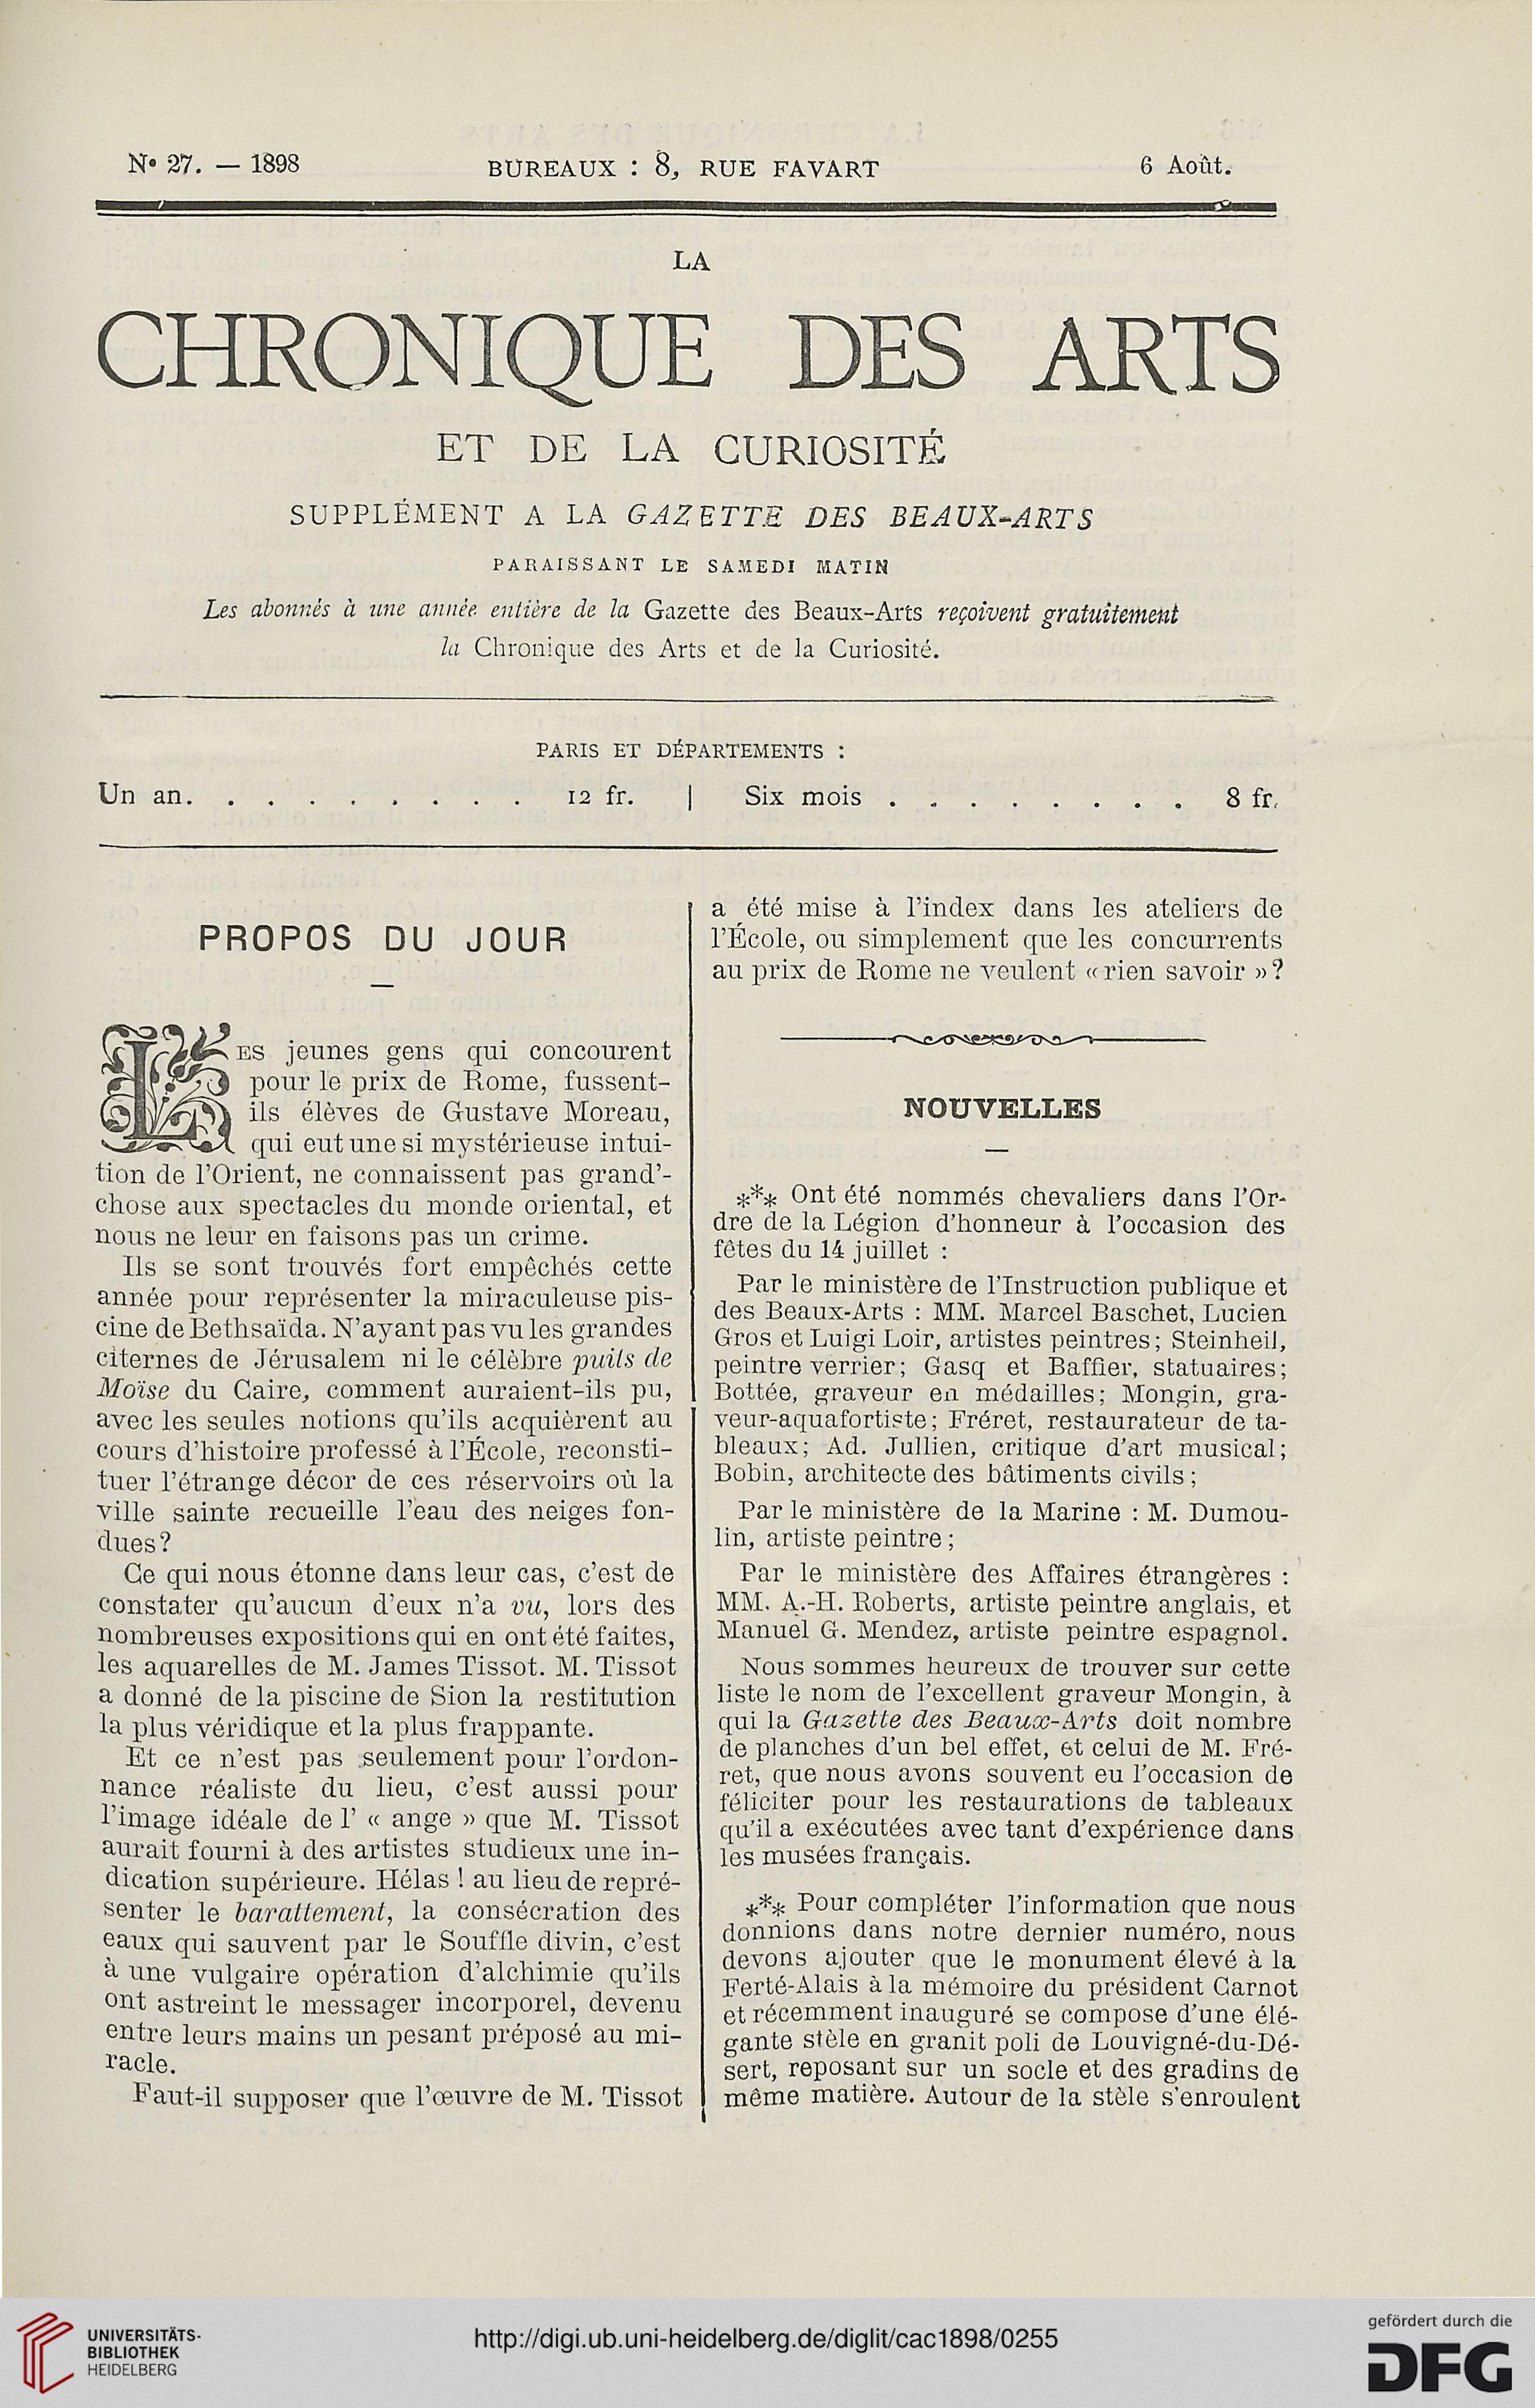 N° 27. — 1898
BUREAUX : 8, RUE FAVART
6 Août.
LA
CHRONIQUE DES ARTS
ET DE LA CURIOSITÉ
SUPPLÉMENT A LA GAZETTE DES BEAUX-ARTS
PARAISSANT LE SAMEDI MATIN
Les abonnés à une année entière de la Gazette des Beaux-Arts reçoivent gratuitement
la Chronique des Arts et de la Curiosité.
PARIS ET DÉPARTEMENTS :
Un an. . . . . . . . . 12 fr. | Six mois . . . . . . . . 8 fr.
PROPOS DU JOUR
LES jeunes gens qui concourent
pour le prix de Rome, fussent-
ils élèves de Gustave Moreau,
qui eut une si mystérieuse intui-
tion de l'Orient, ne connaissent pas grand'-
chose aux spectacles du monde oriental, et
nous ne leur en faisons pas un crime.
Ils se sont trouvés fort empêchés cette
année pour représenter la miraculeuse pis-
cine de Bethsaïda. N'ayant pas vu les grandes
citernes de Jérusalem ni le célèbre puits de
Moïse du Caire, comment auraient-ils pu,
avec les seules notions qu'ils acquièrent au
cours d'histoire professé à l'École, reconsti-
tuer l'étrange décor de ces réservoirs où la
ville sainte recueille l'eau des neiges fon-
dues?
Ce qui nous étonne dans leur cas, c'est de
constater qu'aucun d'eux n'a vu, lors des
nombreuses expositions qui en ont été faites,
les aquarelles de M. James Tissot. M. Tissot
a donné de la piscine de Sion la restitution
la plus véridique et la plus frappante.
Et ce n'est pas seulement pour l'ordon-
nance réaliste du lieu, c'est aussi pour
l'image idéale de l' « ange » que M. Tissot
aurait fourni à des artistes studieux une in-
dication supérieure. Hélas ! au lieu de repré-
senter le barattement, la consécration des
eaux qui sauvent par le Souffle divin, c'est
à une vulgaire opération d'alchimie qu'ils
ont astreint le messager incorporel, devenu
entre leurs mains un pesant préposé au mi-
racle.
Faut-il supposer que l'œuvre de M. Tissot
a été mise à l'index dans les ateliers de
l'École, ou simplement que les concurrents
au prix de Rome ne veulent « rien savoir »?
NOUVELLES
*** Ont été nommés chevaliers dans l'Or-
dre de la Légion d'honneur à l'occasion des
fêtes du 14 juillet :
Par le ministère de l'Instruction publique et
des Beaux-Arts : MM. Marcel Baschet, Lucien
Gros et Luigi Loir, artistes peintres; Steinheil,
peintre verrier; Gasq et Baffier, statuaires;
Bottée, graveur en médailles; Mongin, gra-
veur-aquafortiste; Fréret, restaurateur de ta-
bleaux; Ad. Jullien, critique d'art musical;
Bobin, architecte des bâtiments civils;
Par le ministère de la Marine : M. Dumou-
lin, artiste peintre;
Par le ministère des Affaires étrangères :
MM. A.-H. Roberts, artiste peintre anglais, et
Manuel G. Mendez, artiste peintre espagnol.
Nous sommes heureux de trouver sur cette
liste le nom de l'excellent graveur Mongin, à
qui la Gazette des Beaux-Arts doit nombre
de planches d'un bel effet, et celui de M. Fré-
ret, que nous avons souvent eu l'occasion de
féliciter pour les restaurations de tableaux
qu'il a exécutées avec tant d'expérience dans
les musées français.
*** Pour compléter l'information que nous
donnions dans notre dernier numéro, nous
devons ajouter que le monument élevé à la
Ferté-Alais à la mémoire du président Carnot
et récemment inauguré se compose d'une élé-
gante stèle en granit poli de Louvigné-du-Dé-
sert, reposant sur un socle et des gradins de
même matière. Autour de la stèle s'enroulent
UNIVERSITÄTS-
BIBLIOTHEK
HEIDELBERG
http://digi.ub.uni-heidelberg.de/diglit/cac1898/0255
gefördert durch die
DFG